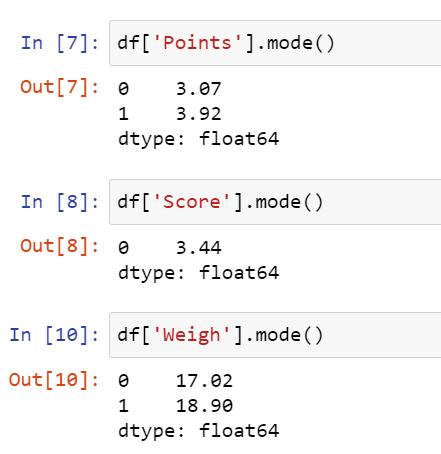 In [7]: df['Points'].mode()
Out[7]: 0    3.07
1    3.92
dtype: float64
In [8]: df['Score'].mode()
Out[8]: 0    3.44
dtype: float64
In [10]: df['Weigh'].mode()
Out[10]: 0    17.02
1    18.90
dtype: float64